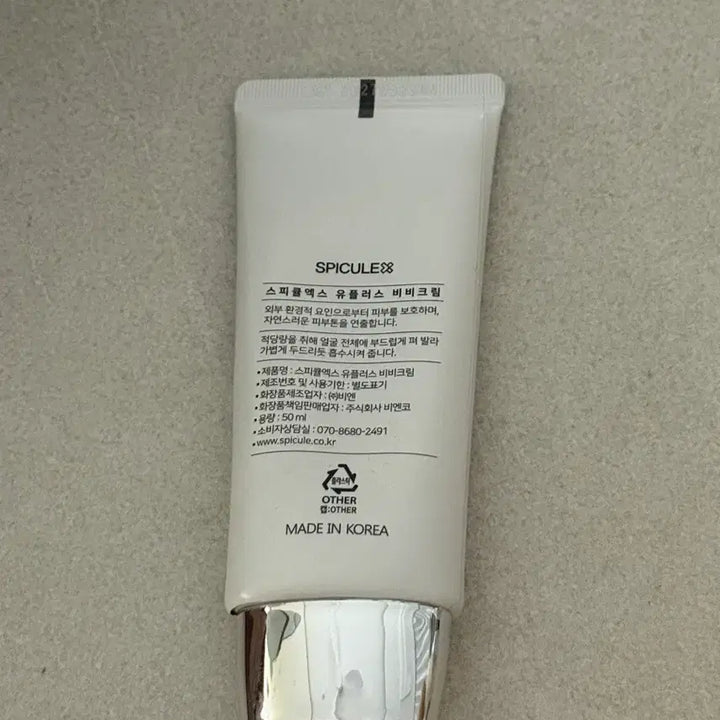 SPICULEX
스피큘엑스 유플러스 비비크림
외부 환경적 요인으로부터 피부를 보호하며,
자연스러운 피부톤을 연출합니다.
적당량을 취해 얼굴 전체에 부드럽게 펴 발라
가볍게 두드리듯 흡수시켜 줍니다.
•제품명 : 스피큘엑스 유플러스 비비크림
•제조번호 및 사용기한 : 별도표기
•화장품제조업자 : ㈜비엔
•화장품책임판매업자 : 주식회사 비엔코
•용량 : 50 ml
•소비자상담실 : 070-8680-2491
•www.spicule.co.kr
플라스틱
OTHER
캡:OTHER
MADE IN KOREA